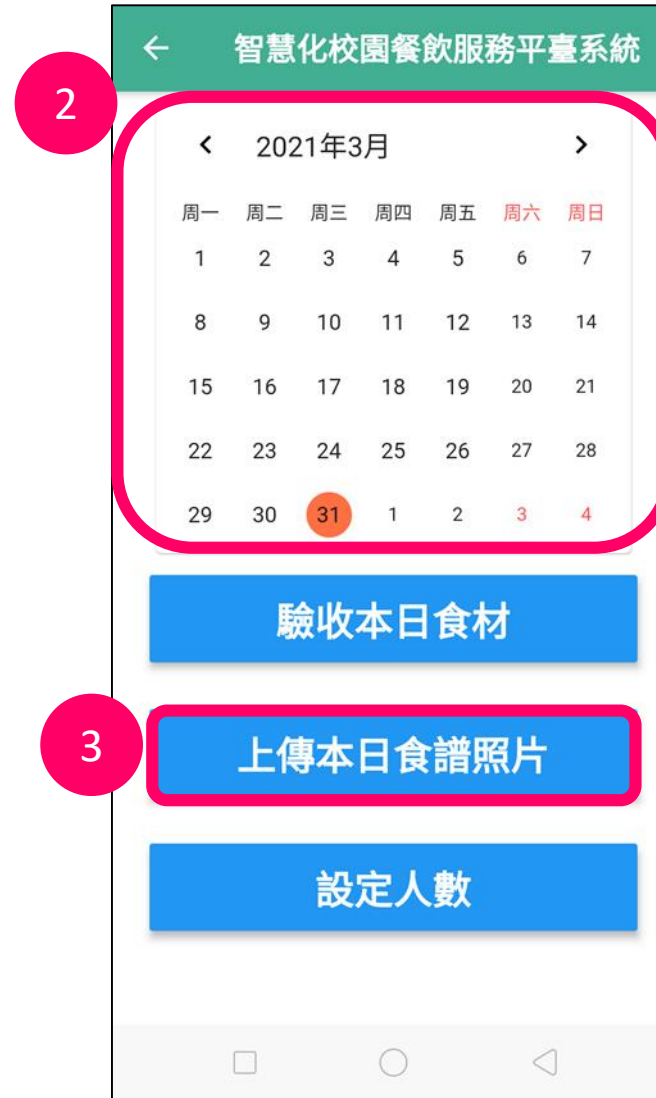 智慧化校園餐飲服務平臺系統
2
2021年3月
周一 周二 周三 周四 周五 周六 周日
1 2 3 4 5 6 7
8 9 10 11 12 13 14
15 16 17 18 19 20 21
22 23 24 25 26 27 28
29 30 31 1 2 3 4
驗收本日食材
3
上傳本日食譜照片
設定人數